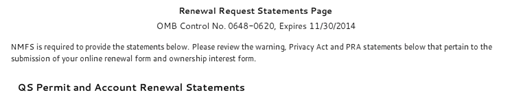 Renewal Request Statements Page
OMB Control No. 0648-0620, Expires 11/30/2014
NMFS is required to provide the statements below. Please review the warning, Privacy Act and PRA statements below that pertain to the
submission of your online renewal form and ownership interest form.
QS Permit and Account Renewal Statements